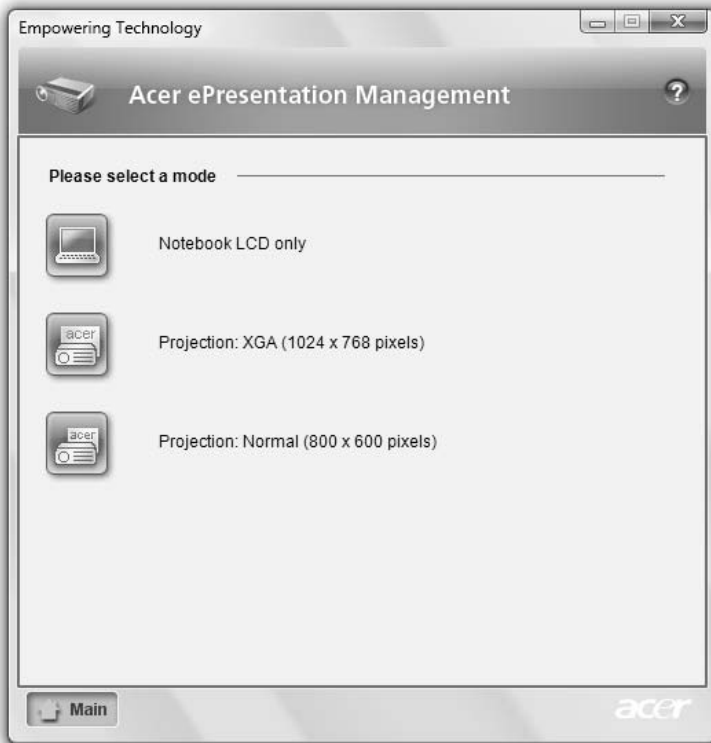 Empowering Technology
Acer ePresentation Management
?
Please select a mode
Notebook LCD only
acer
Projection: XGA (1024 x 768 pixels)
acer
Projection: Normal (800 x 600 pixels)
Main
acer